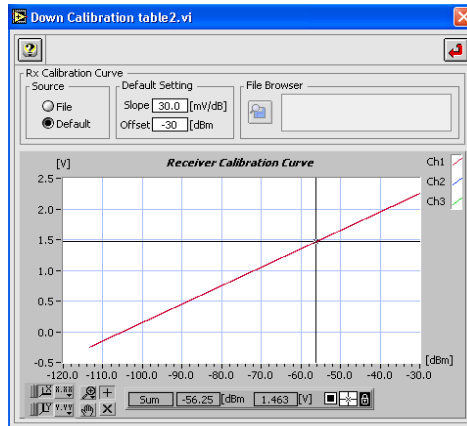 Down Calibration table2.vi
Rx Calibration Curve
Source
File
Default
Default Setting
Slope 30.0 [mV/dB]
Offset -30 [dBm
File Browser
[V] Receiver Calibration Curve
Ch1
Ch2
Ch3
2.5
2.0
1.5
1.0
0.5
0.0
-0.5
-120.0 -110.0 -100.0 -90.0 -80.0 -70.0 -60.0 -50.0 -40.0 -30.0
[dBm]
X X.XX
Y Y.YY
Sum -56.25 [dBm 1.463 [V]